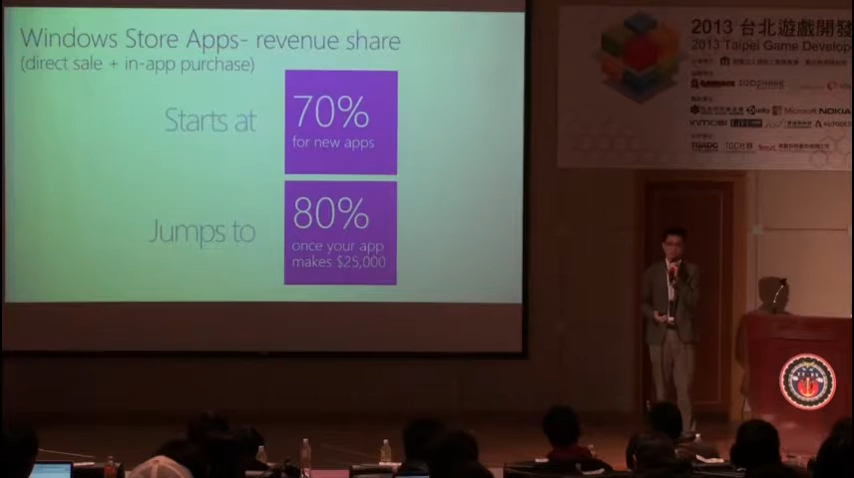 Windows Store Apps- revenue share
(direct sale + in-app purchase)
Starts at
70%
for new apps
Jumps to
80%
once your app
makes $25,000
2013 台北遊戲開發
2013 Taipei Game Develop
Microsoft NOKIA
INMOBI